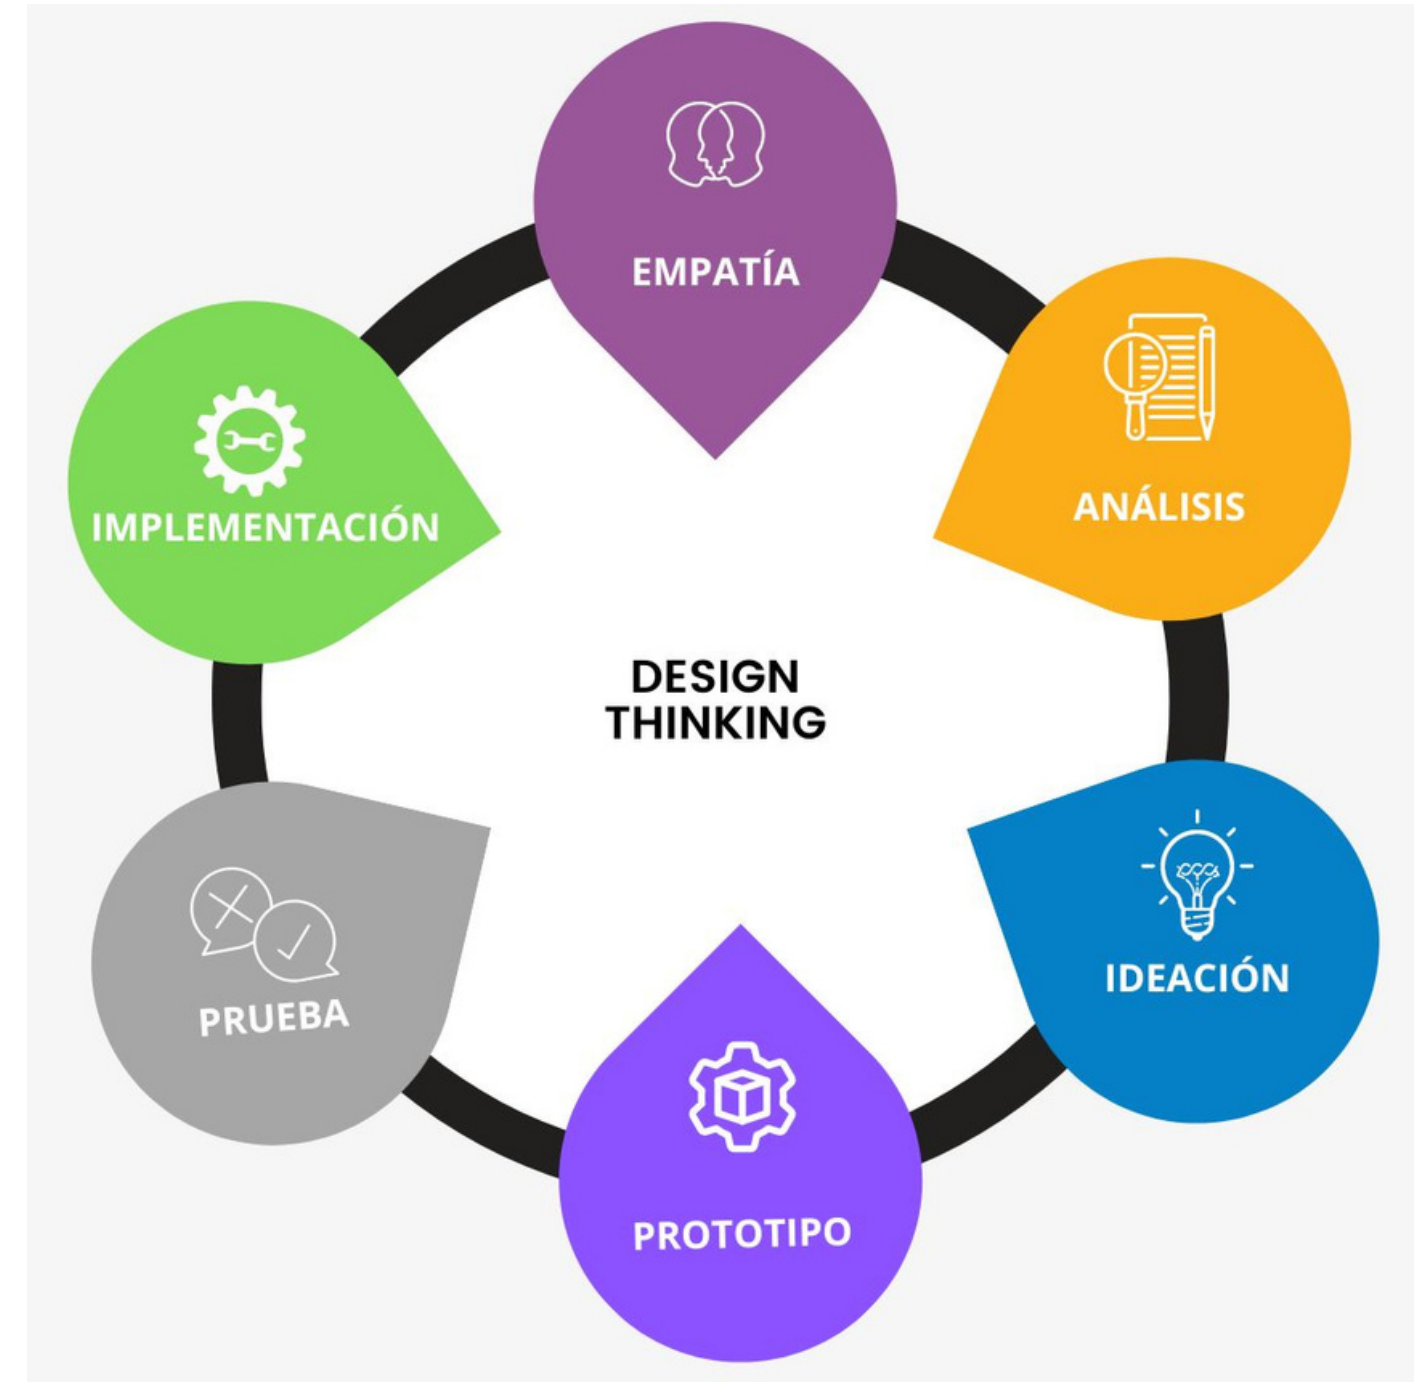 EMPATÍA
ANÁLISIS
IDEACIÓN
PROTOTIPO
PRUEBA
IMPLEMENTACIÓN
DESIGN
THINKING